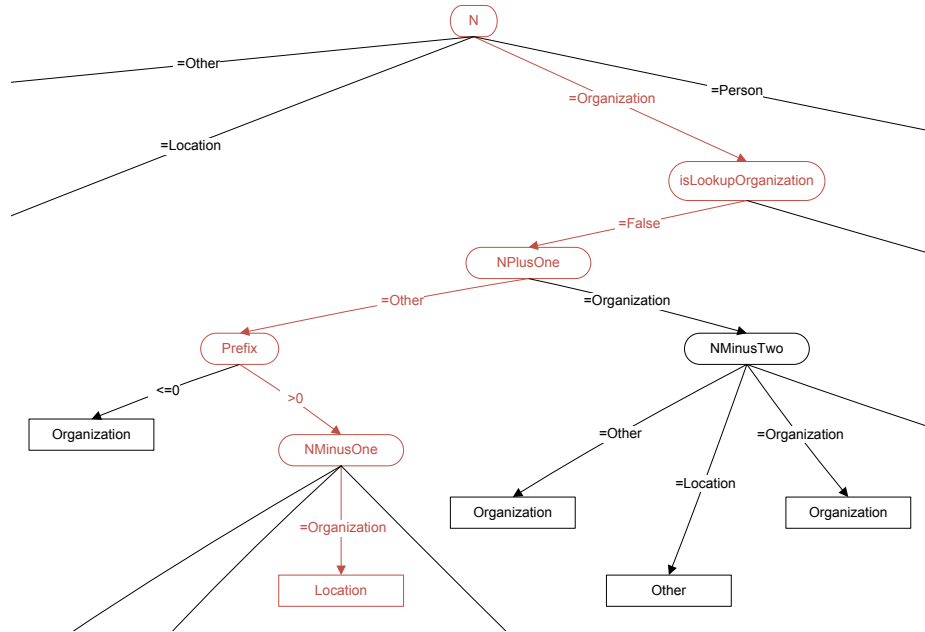 N
=Other
=Person
=Organization
=Location
isLookupOrganization
=False
NPlusOne
=Other
=Organization
Prefix
NMinusTwo
<=0
>0
Organization
=Other
=Organization
NMinusOne
=Location
=Organization
Organization
Organization
Location
Other